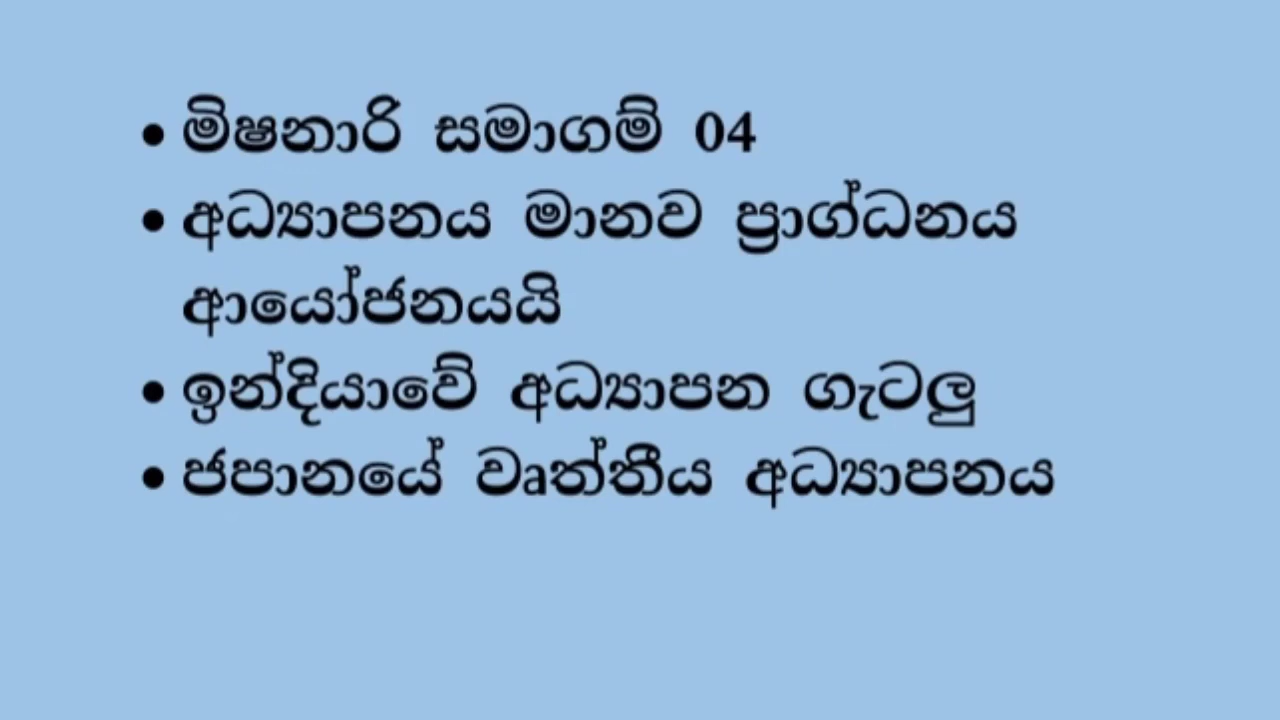 • මිෂනාරි සමාගම් 04
• අධ්‍යාපනය මානව ප්‍රාග්ධනය
ආයෝජනයයි
• ඉන්දියාවේ අධ්‍යාපන ගැටලු
• ජපානයේ වෘත්තීය අධ්‍යාපනය